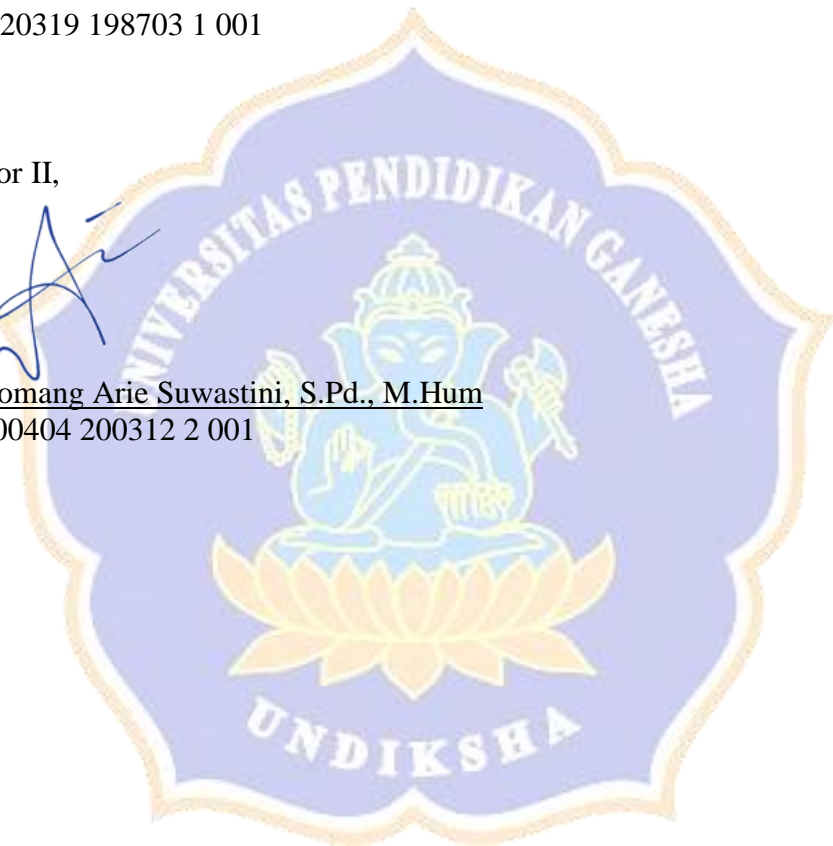 20319 198703 1 001
or II,
omang Arie Suwastini, S.Pd., M.Hum
00404 200312 2 001
UNIVERSITAS PENDIDIKAN GANESHA
UNDIKSHA